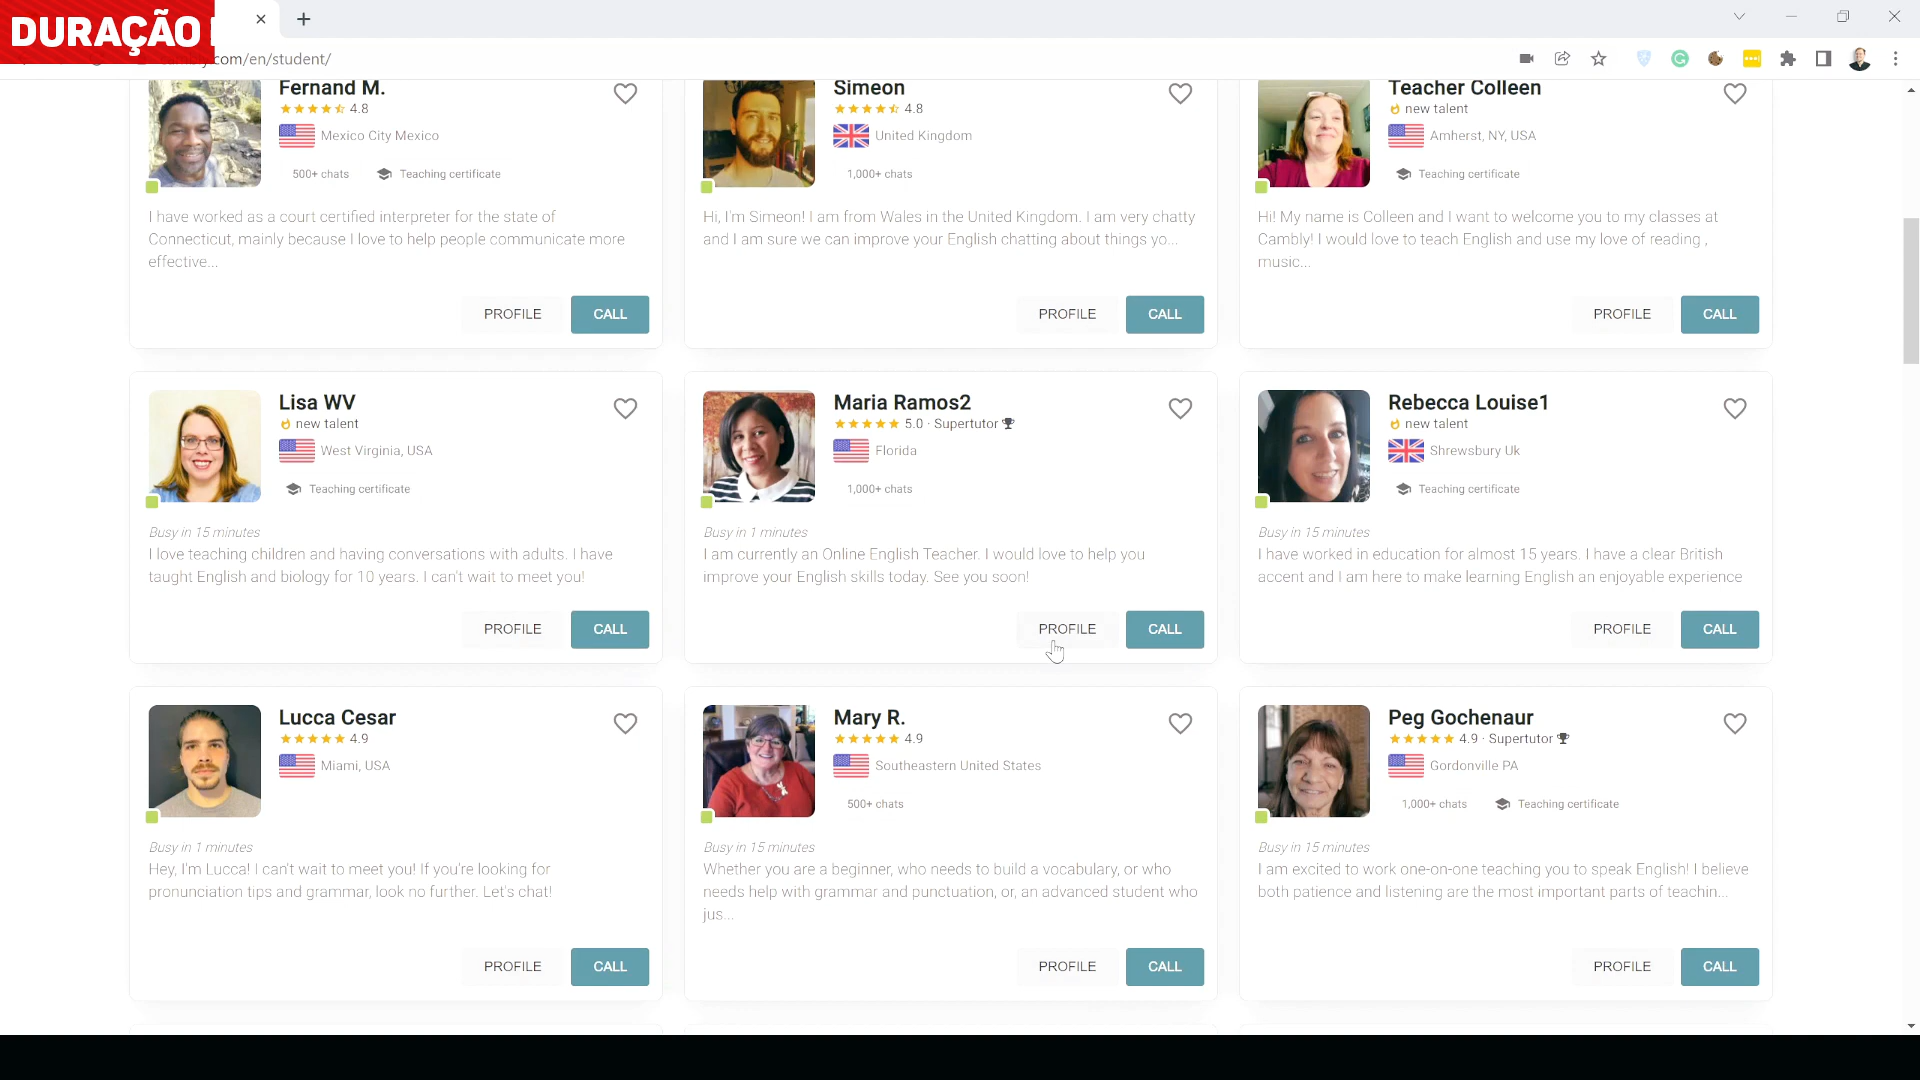 DURAÇÃO
.com/en/student/
Fernand M.
4.8
Mexico City Mexico
500+ chats Teaching certificate
I have worked as a court certified interpreter for the state of
Connecticut, mainly because I love to help people communicate more
effective...
PROFILE CALL
Simeon
4.8
United Kingdom
1,000+ chats
Hi, I'm Simeon! I am from Wales in the United Kingdom. I am very chatty
and I am sure we can improve your English chatting about things yo...
PROFILE CALL
Teacher Colleen
new talent
Amherst, NY, USA
Teaching certificate
Hi! My name is Colleen and I want to welcome you to my classes at
Cambly! I would love to teach English and use my love of reading ,
music...
PROFILE CALL
Lisa WV
new talent
West Virginia, USA
Teaching certificate
Busy in 15 minutes
I love teaching children and having conversations with adults. I have
taught English and biology for 10 years. I can't wait to meet you!
PROFILE CALL
Maria Ramos2
5.0 · Supertutor
Florida
1,000+ chats
Busy in 1 minutes
I am currently an Online English Teacher. I would love to help you
improve your English skills today. See you soon!
PROFILE CALL
Rebecca Louise1
new talent
Shrewsbury Uk
Teaching certificate
Busy in 15 minutes
I have worked in education for almost 15 years. I have a clear British
accent and I am here to make learning English an enjoyable experience
PROFILE CALL
Lucca Cesar
4.9
Miami, USA
Busy in 1 minutes
Hey, I'm Lucca! I can't wait to meet you! If you're looking for
pronunciation tips and grammar, look no further. Let's chat!
PROFILE CALL
Mary R.
4.9
Southeastern United States
500+ chats
Busy in 15 minutes
Whether you are a beginner, who needs to build a vocabulary, or who
needs help with grammar and punctuation, or, an advanced student who
jus...
PROFILE CALL
Peg Gochenaur
4.9 · Supertutor
Gordonville PA
1,000+ chats Teaching certificate
Busy in 15 minutes
I am excited to work one-on-one teaching you to speak English! I believe
both patience and listening are the most important parts of teachin...
PROFILE CALL